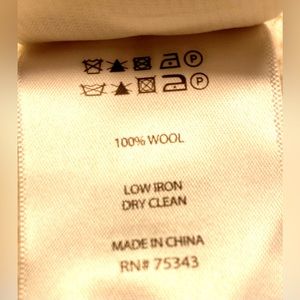 P
P
100% WOOL
LOW IRON
DRY CLEAN
MADE IN CHINA
RN# 75343